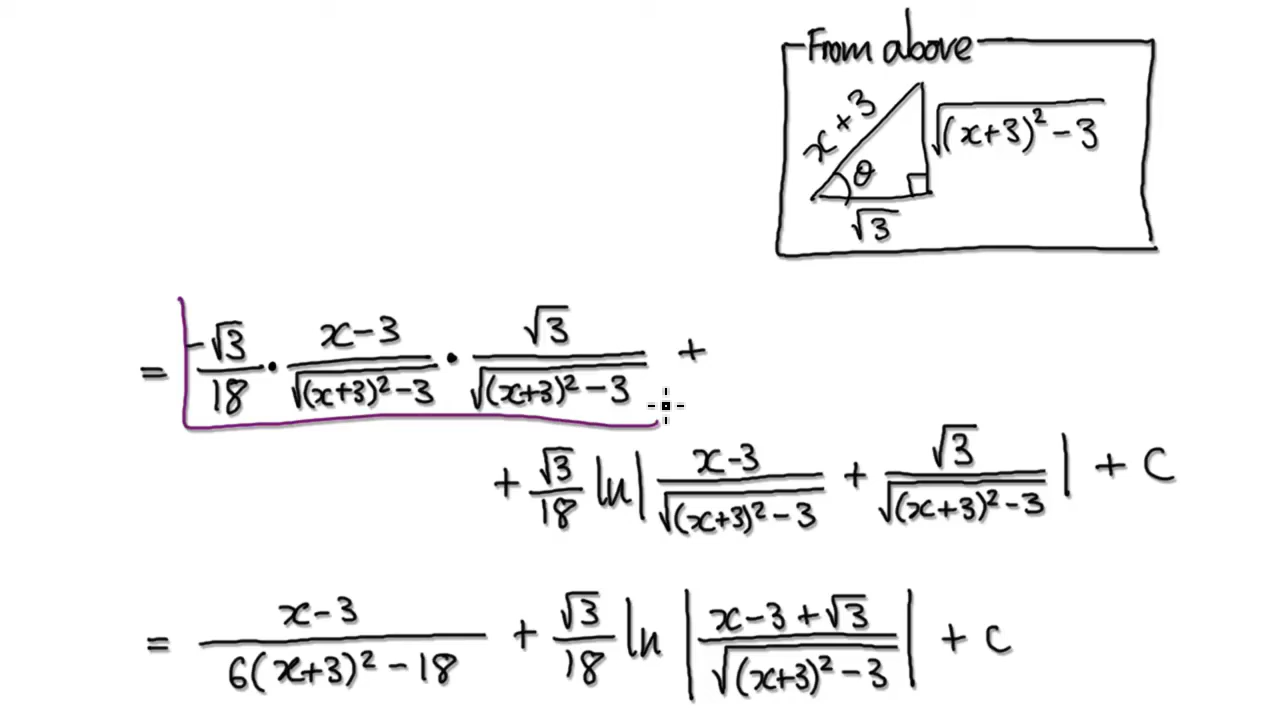 From above
x + 3
√((x+3)² − 3)
θ
√3
= −√3/18 · (x−3)/√((x+3)² − 3) · √3/√((x+3)² − 3) +
+ √3/18 ln| (x−3)/√((x+3)² − 3) + √3/√((x+3)² − 3) | + C
= (x−3)/(6(x+3)² − 18) + √3/18 ln | (x−3+√3)/√((x+3)² − 3) | + c